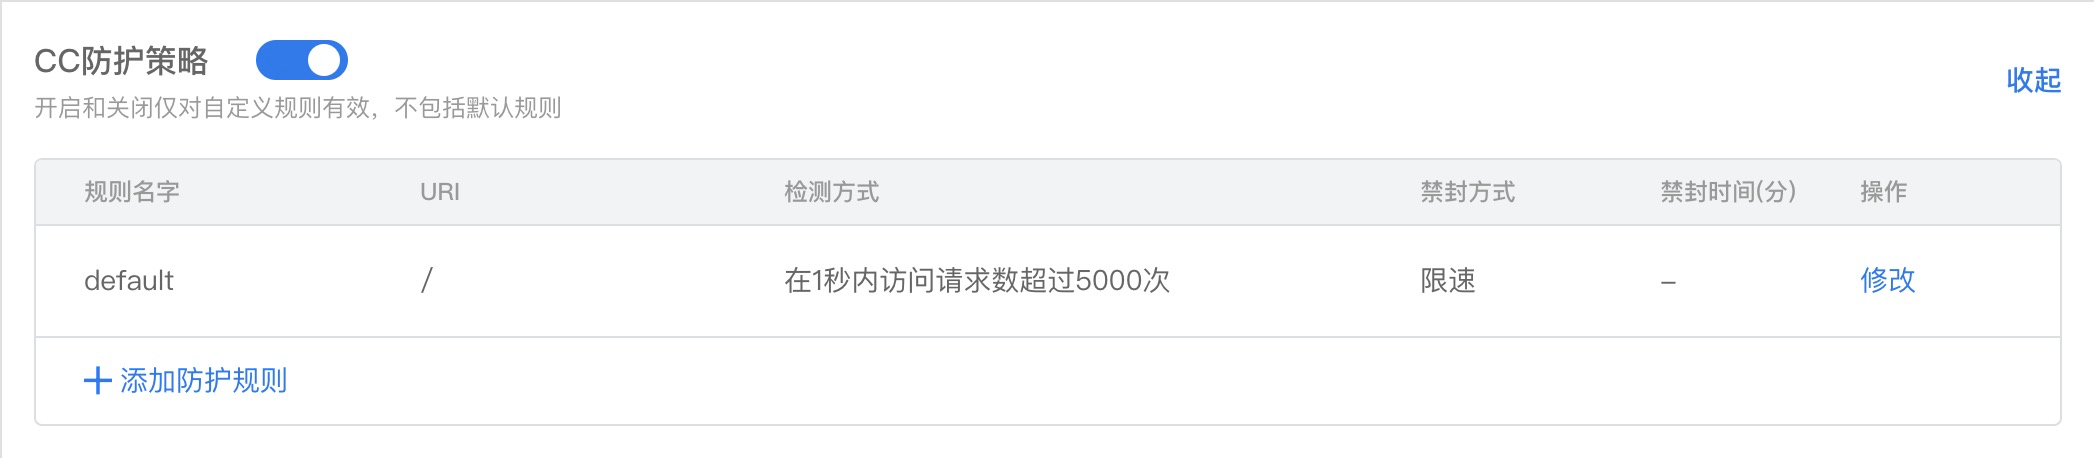 CC防护策略
收起
开启和关闭仅对自定义规则有效，不包括默认规则
规则名字 URI 检测方式 禁封方式 禁封时间(分) 操作
default / 在1秒内访问请求数超过5000次 限速 – 修改
添加防护规则